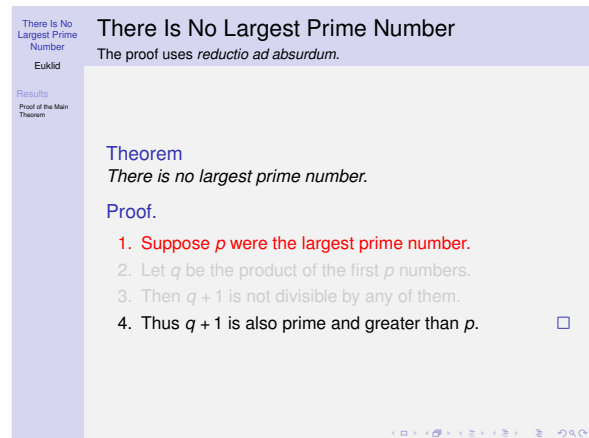 There Is No
Largest Prime
Number
Euklid
Results
Proof of the Main
Theorem
There Is No Largest Prime Number
The proof uses reductio ad absurdum.
Theorem
There is no largest prime number.
Proof.
1. Suppose p were the largest prime number.
2. Let q be the product of the first p numbers.
3. Then q + 1 is not divisible by any of them.
4. Thus q + 1 is also prime and greater than p. □